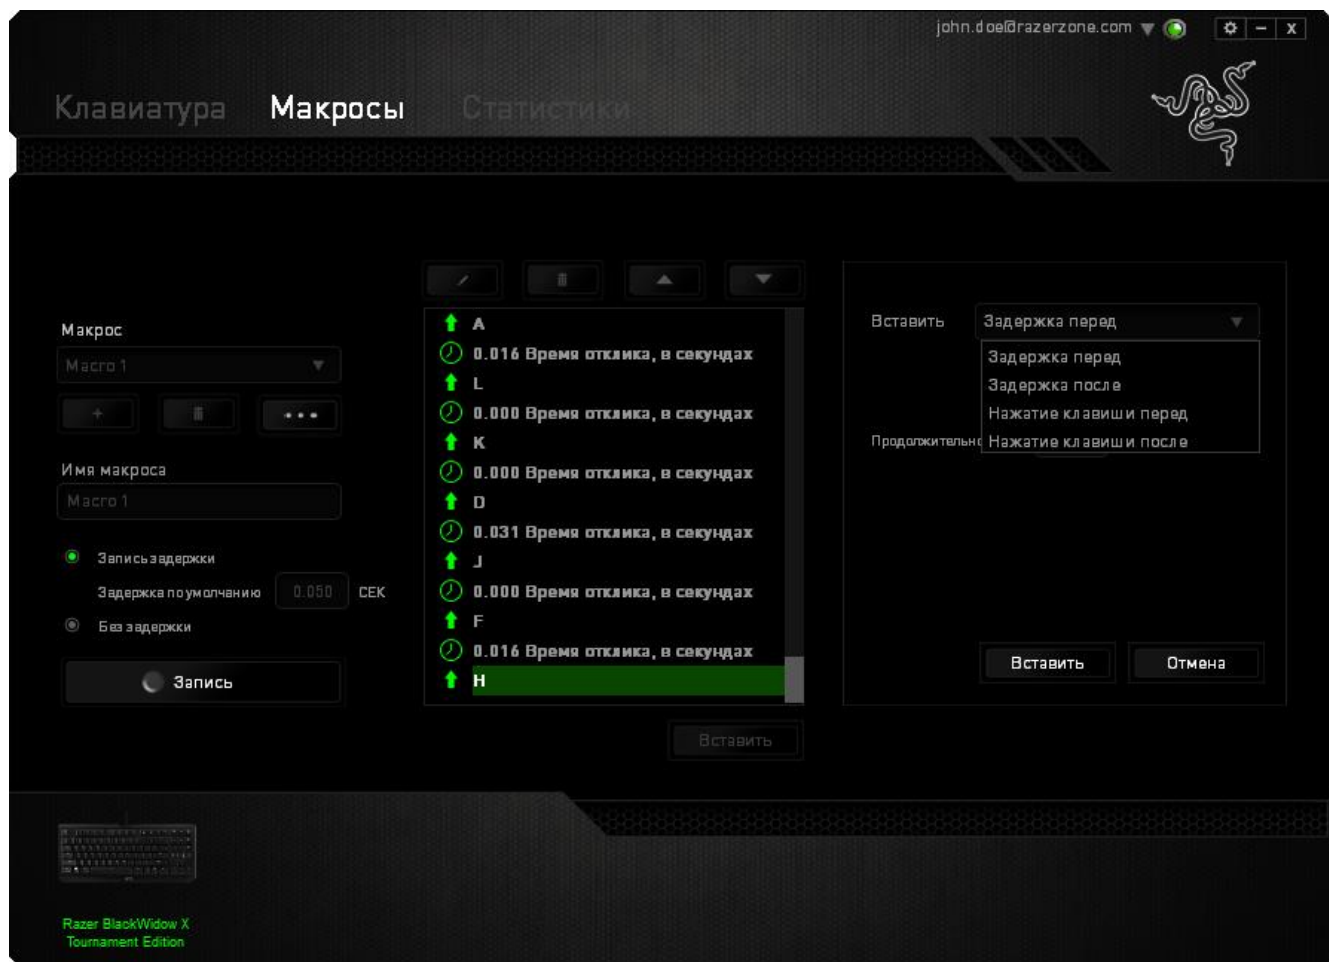 john.doe@razerzone.com
Клавиатура Макросы Статистики
Макрос
Macro 1
Имя макроса
Macro 1
Запись задержки
Задержка по умолчанию 0.050 СЕК
Без задержки
Запись
A
0.016 Время отклика, в секундах
L
0.000 Время отклика, в секундах
K
0.000 Время отклика, в секундах
D
0.031 Время отклика, в секундах
J
0.000 Время отклика, в секундах
F
0.016 Время отклика, в секундах
H
Вставить
Вставить Задержка перед
Задержка перед
Задержка после
Нажатие клавиши перед
Продолжительно Нажатие клавиши после
Вставить Отмена
Razer BlackWidow X
Tournament Edition